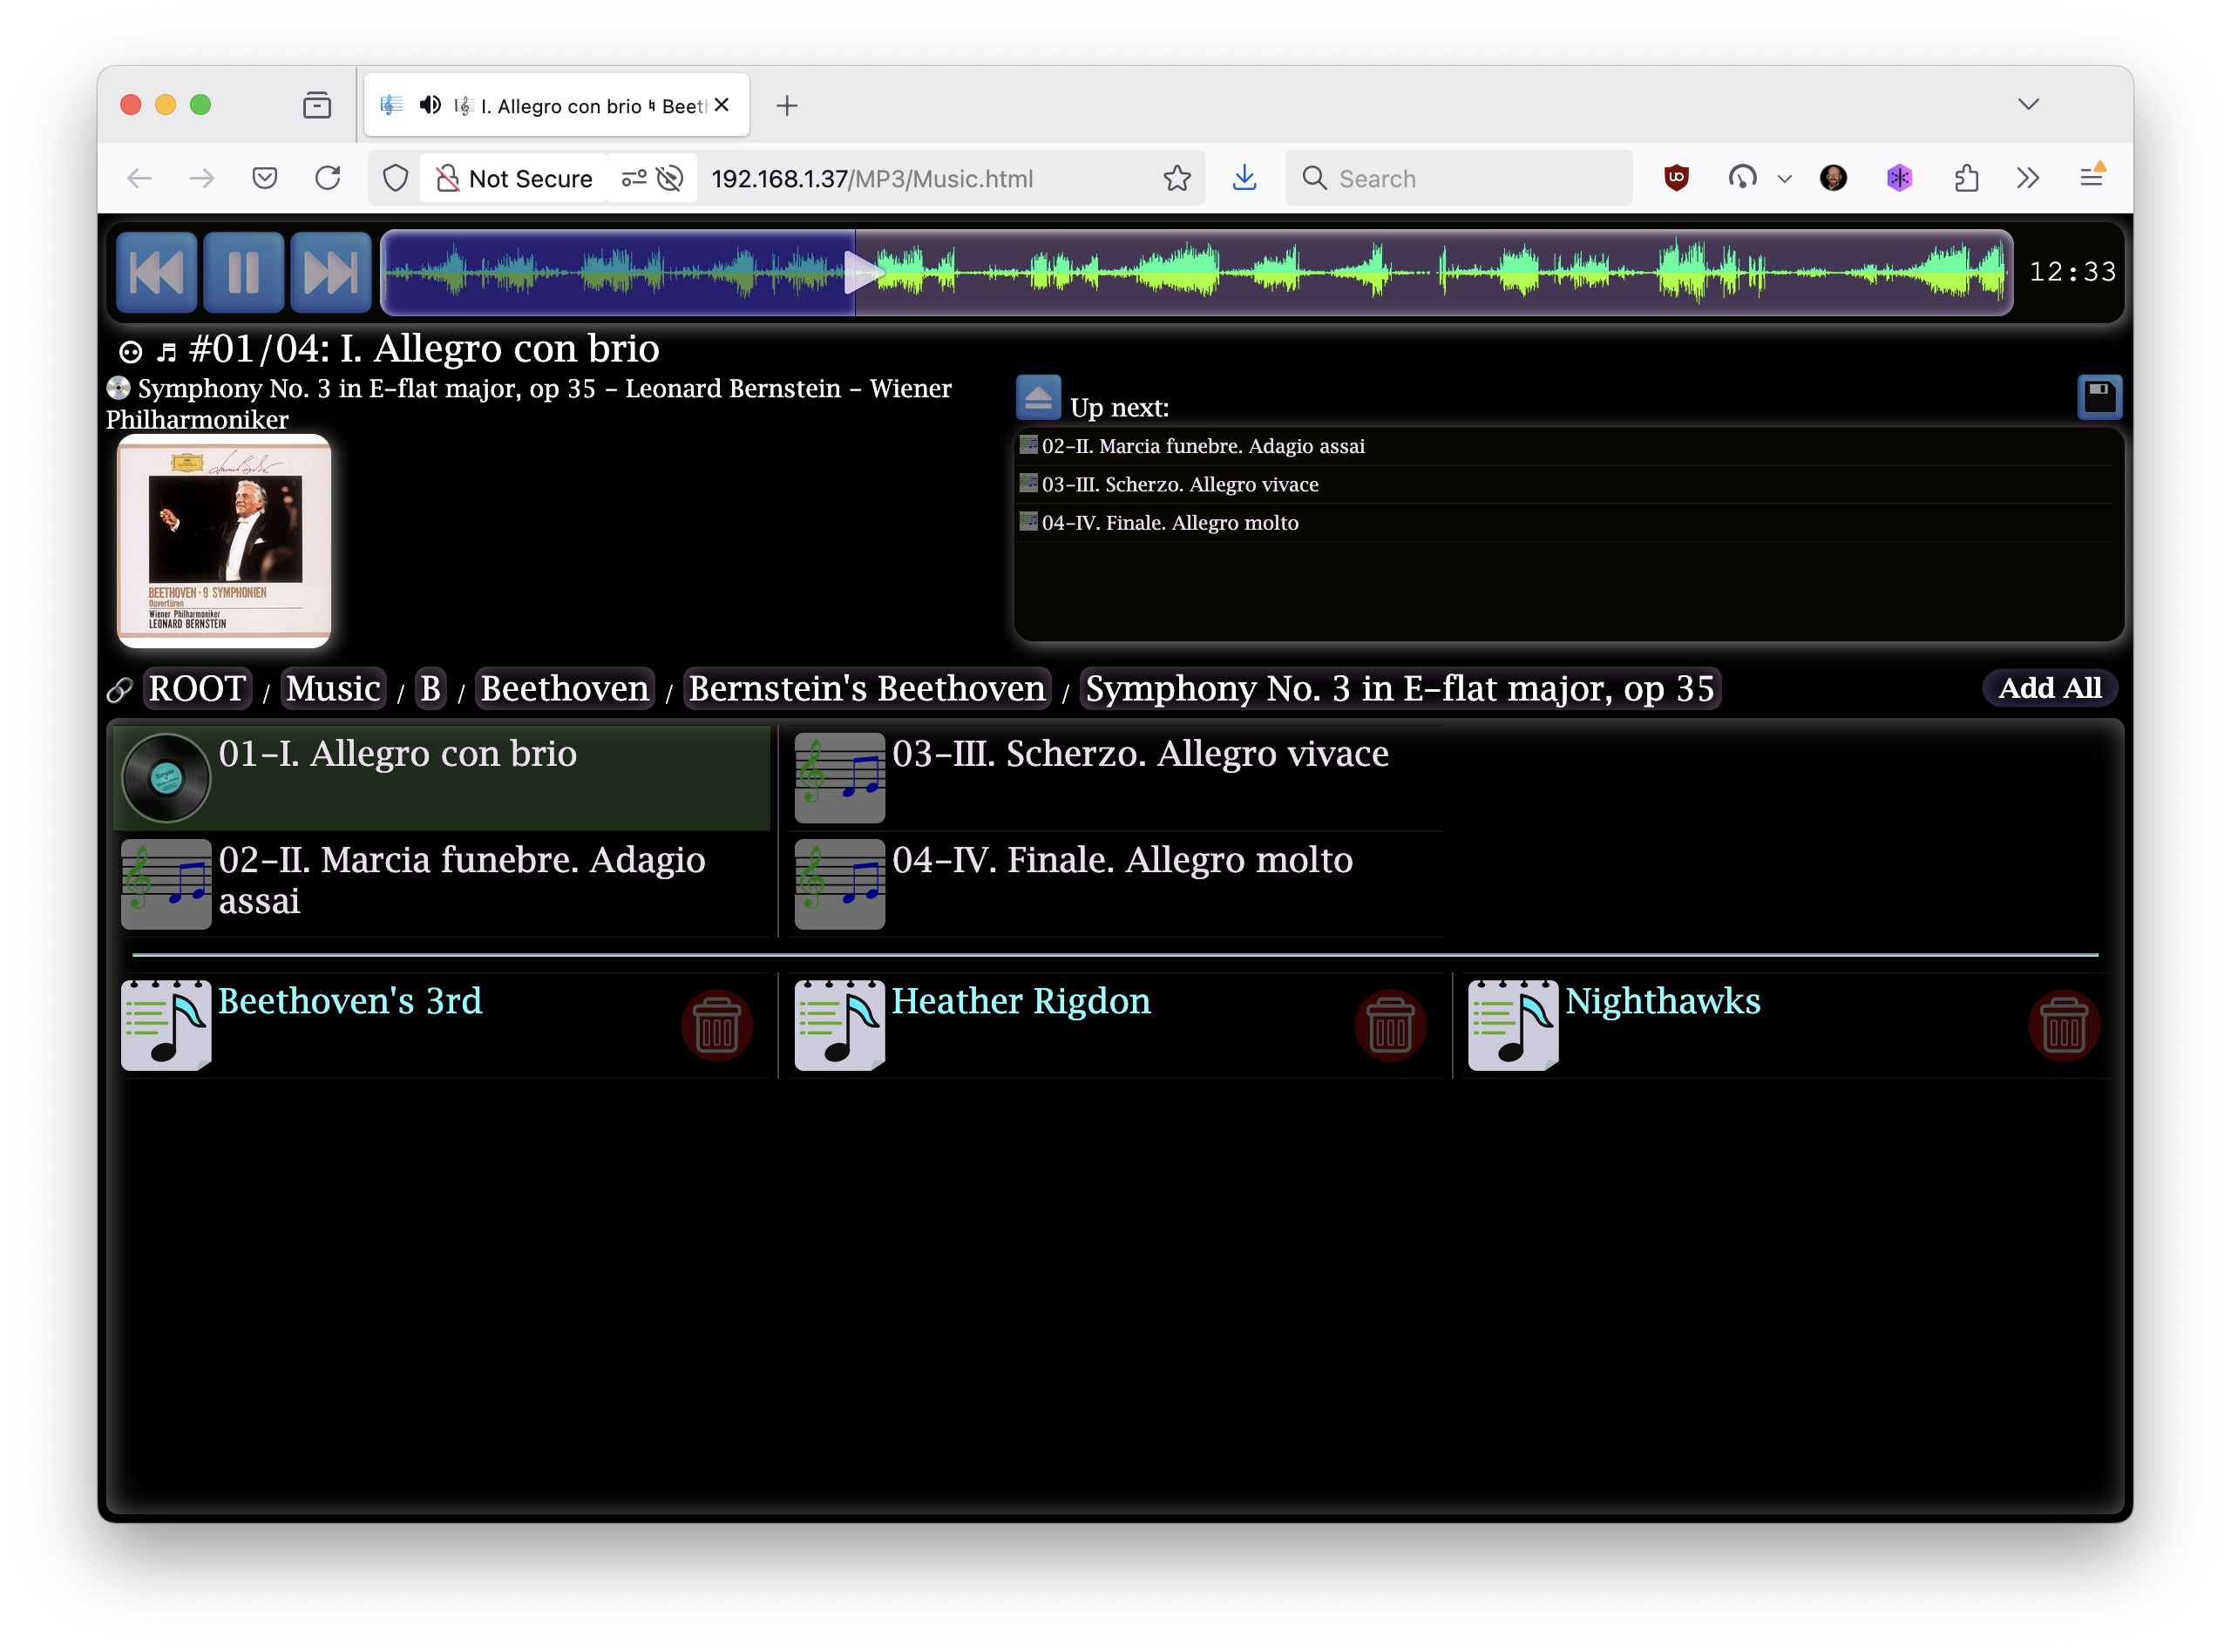 I. Allegro con brio ♮ Beet
Not Secure
192.168.1.37/MP3/Music.html
Search
12:33
#01/04: I. Allegro con brio
Symphony No. 3 in E-flat major, op 35 - Leonard Bernstein - Wiener
Philharmoniker
BEETHOVEN · 9 SYMPHONIEN
Ouvertüren
Wiener Philharmoniker
LEONARD BERNSTEIN
Up next:
02-II. Marcia funebre. Adagio assai
03-III. Scherzo. Allegro vivace
04-IV. Finale. Allegro molto
ROOT / Music / B / Beethoven / Bernstein's Beethoven / Symphony No. 3 in E-flat major, op 35
Add All
01-I. Allegro con brio
02-II. Marcia funebre. Adagio
assai
03-III. Scherzo. Allegro vivace
04-IV. Finale. Allegro molto
Beethoven's 3rd
Heather Rigdon
Nighthawks